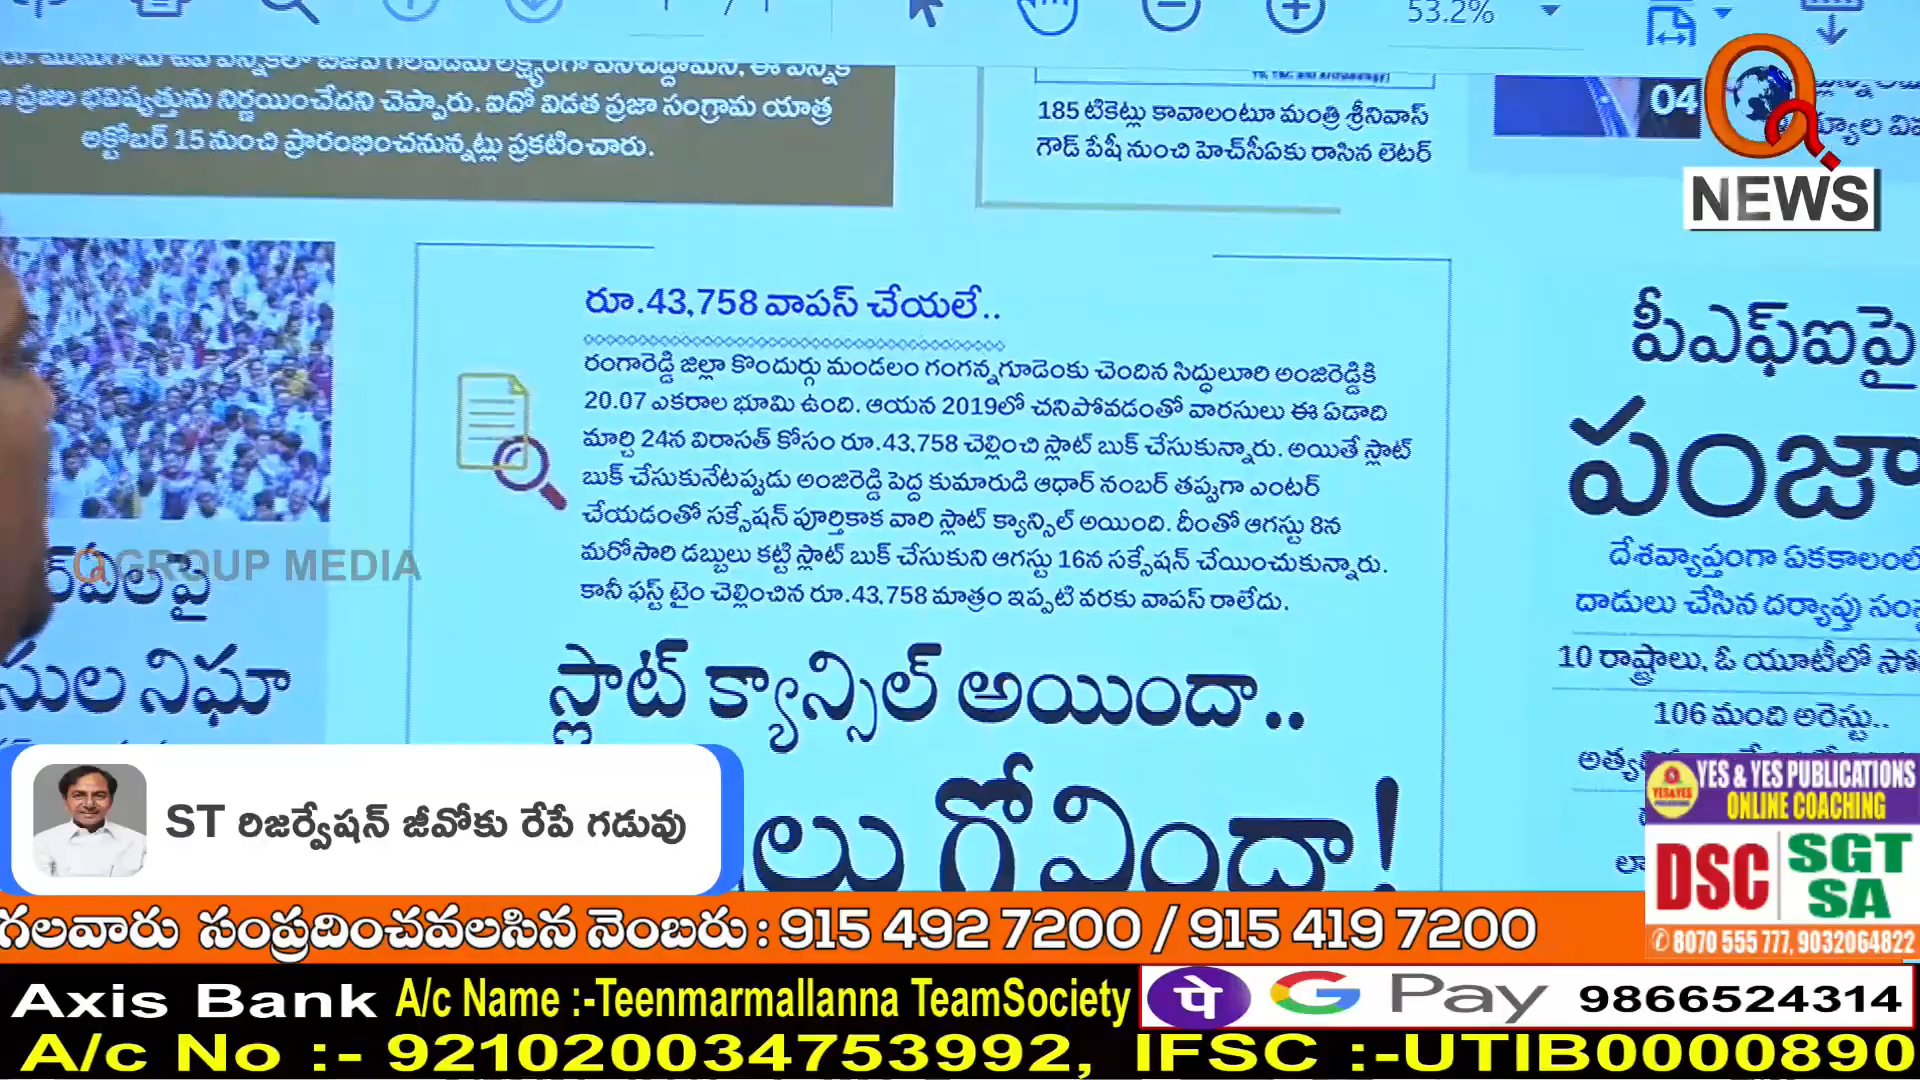 53.2%
ప్రజల భవిష్యత్తును నిర్ణయించేదని చెప్పారు. ఐదో విడత ప్రజా సంగ్రామ యాత్ర
అక్టోబర్ 15 నుంచి ప్రారంభించనున్నట్లు ప్రకటించారు.
185 టికెట్లు కావాలంటూ మంత్రి శ్రీనివాస్
గౌడ్ పేషీ నుంచి హెచ్‌సీఏకు రాసిన లెటర్
04
NEWS
రూ.43,758 వాపస్ చేయలే..
రంగారెడ్డి జిల్లా కొందుర్గు మండలం గంగన్నగూడెంకు చెందిన సిద్ధులూరి అంజిరెడ్డికి
20.07 ఎకరాల భూమి ఉంది. ఆయన 2019లో చనిపోవడంతో వారసులు ఈ ఏడాది
మార్చి 24న విరాసత్ కోసం రూ.43,758 చెల్లించి స్లాట్ బుక్ చేసుకున్నారు. అయితే స్లాట్
బుక్ చేసుకునేటప్పుడు అంజిరెడ్డి పెద్ద కుమారుడి ఆధార్ నంబర్ తప్పుగా ఎంటర్
చేయడంతో సక్సేషన్ పూర్తికాక వారి స్లాట్ క్యాన్సిల్ అయింది. దీంతో ఆగస్టు 8న
మరోసారి డబ్బులు కట్టి స్లాట్ బుక్ చేసుకుని ఆగస్టు 16న సక్సేషన్ చేయించుకున్నారు.
కానీ ఫస్ట్ టైం చెల్లించిన రూ.43,758 మాత్రం ఇప్పటి వరకు వాపస్ రాలేదు.
స్లాట్ క్యాన్సిల్ అయిందా..
లు గోవిందా!
GROUP MEDIA
సుల నిఘా
పీఎఫ్ఐపై
పంజా
దేశవ్యాప్తంగా ఏకకాలంలో
దాడులు చేసిన దర్యాప్తు
10 రాష్ట్రాలు, ఓ యూటీలో
106 మంది అరెస్టు..
ST రిజర్వేషన్ జీవోకు రేపే గడువు
YES & YES PUBLICATIONS
ONLINE COACHING
DSC SGT SA
8070 555 777, 9032064822
గలవారు సంప్రదించవలసిన నెంబరు : 915 492 7200 / 915 419 7200
Axis Bank A/c Name :-Teenmarmallanna TeamSociety
पे G Pay 9866524314
A/c No :- 921020034753992, IFSC :-UTIB0000890